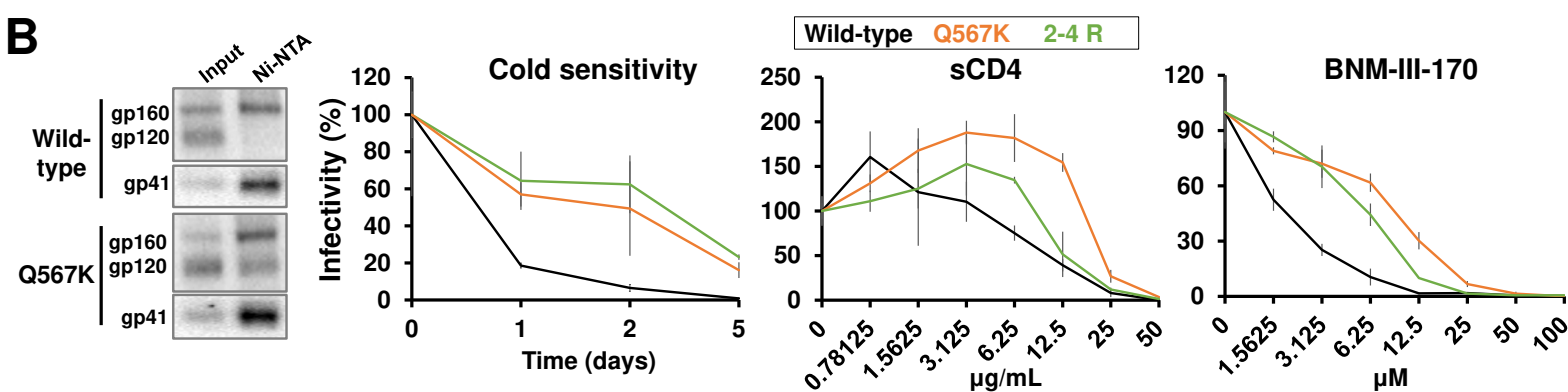 B
Input
Ni-NTA
Wild-type
gp160
gp120
gp41
Q567K
gp160
gp120
gp41
Wild-type Q567K 2-4 R
Cold sensitivity
Infectivity (%)
120
100
80
60
40
20
0
0 1 2 5
Time (days)
sCD4
250
200
150
100
50
0
0 0.78125 1.5625 3.125 6.25 12.5 25 50
µg/mL
BNM-III-170
120
90
60
30
0
0 1.5625 3.125 6.25 12.5 25 50 100
µM